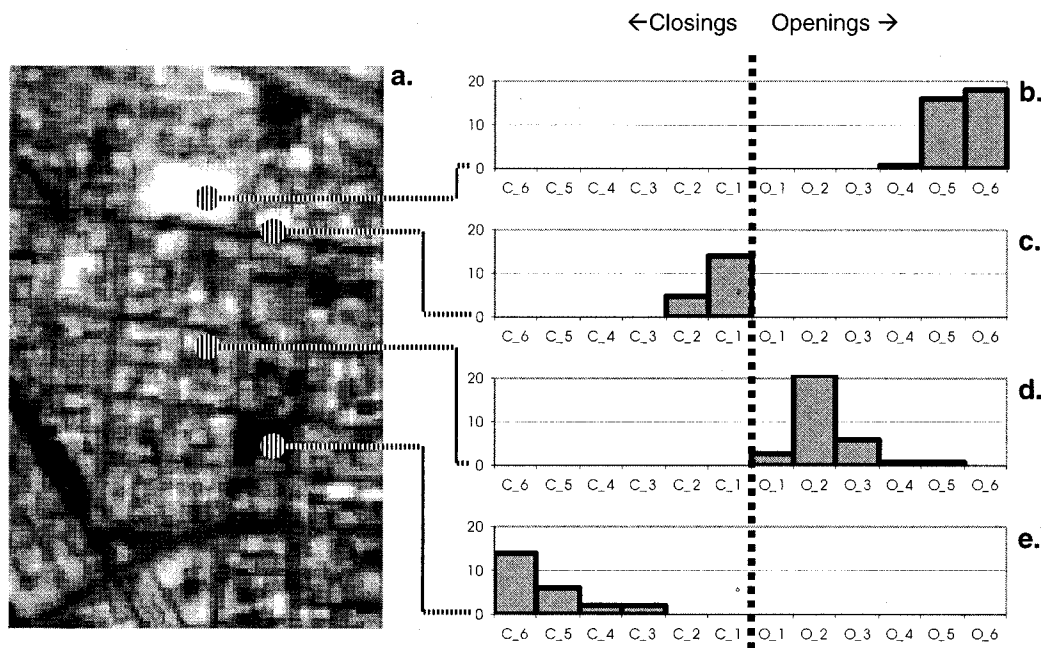 ←Closings Openings →
a.
b.
20
10
0
C_6 C_5 C_4 C_3 C_2 C_1 O_1 O_2 O_3 O_4 O_5 O_6
c.
20
10
0
C_6 C_5 C_4 C_3 C_2 C_1 O_1 O_2 O_3 O_4 O_5 O_6
d.
20
10
0
C_6 C_5 C_4 C_3 C_2 C_1 O_1 O_2 O_3 O_4 O_5 O_6
e.
20
10
0
C_6 C_5 C_4 C_3 C_2 C_1 O_1 O_2 O_3 O_4 O_5 O_6